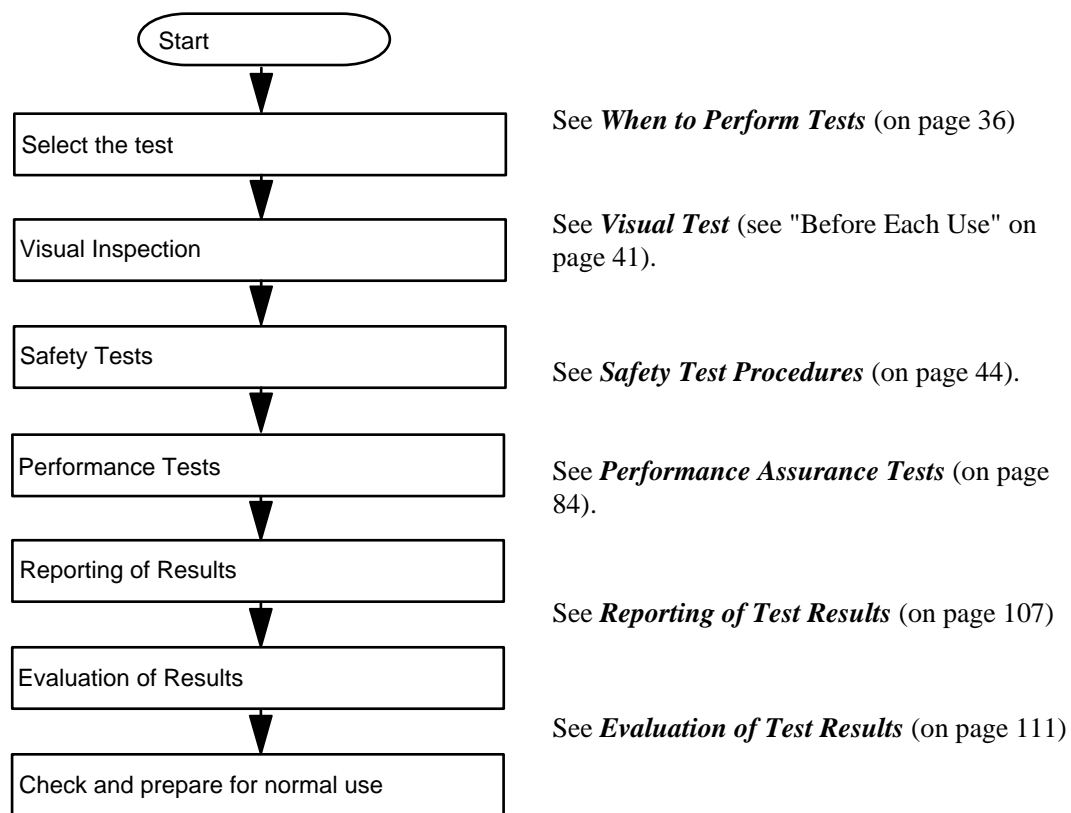 Start
Select the test
See When to Perform Tests (on page 36)
Visual Inspection
See Visual Test (see "Before Each Use" on
page 41).
Safety Tests
See Safety Test Procedures (on page 44).
Performance Tests
See Performance Assurance Tests (on page
84).
Reporting of Results
See Reporting of Test Results (on page 107)
Evaluation of Results
See Evaluation of Test Results (on page 111)
Check and prepare for normal use